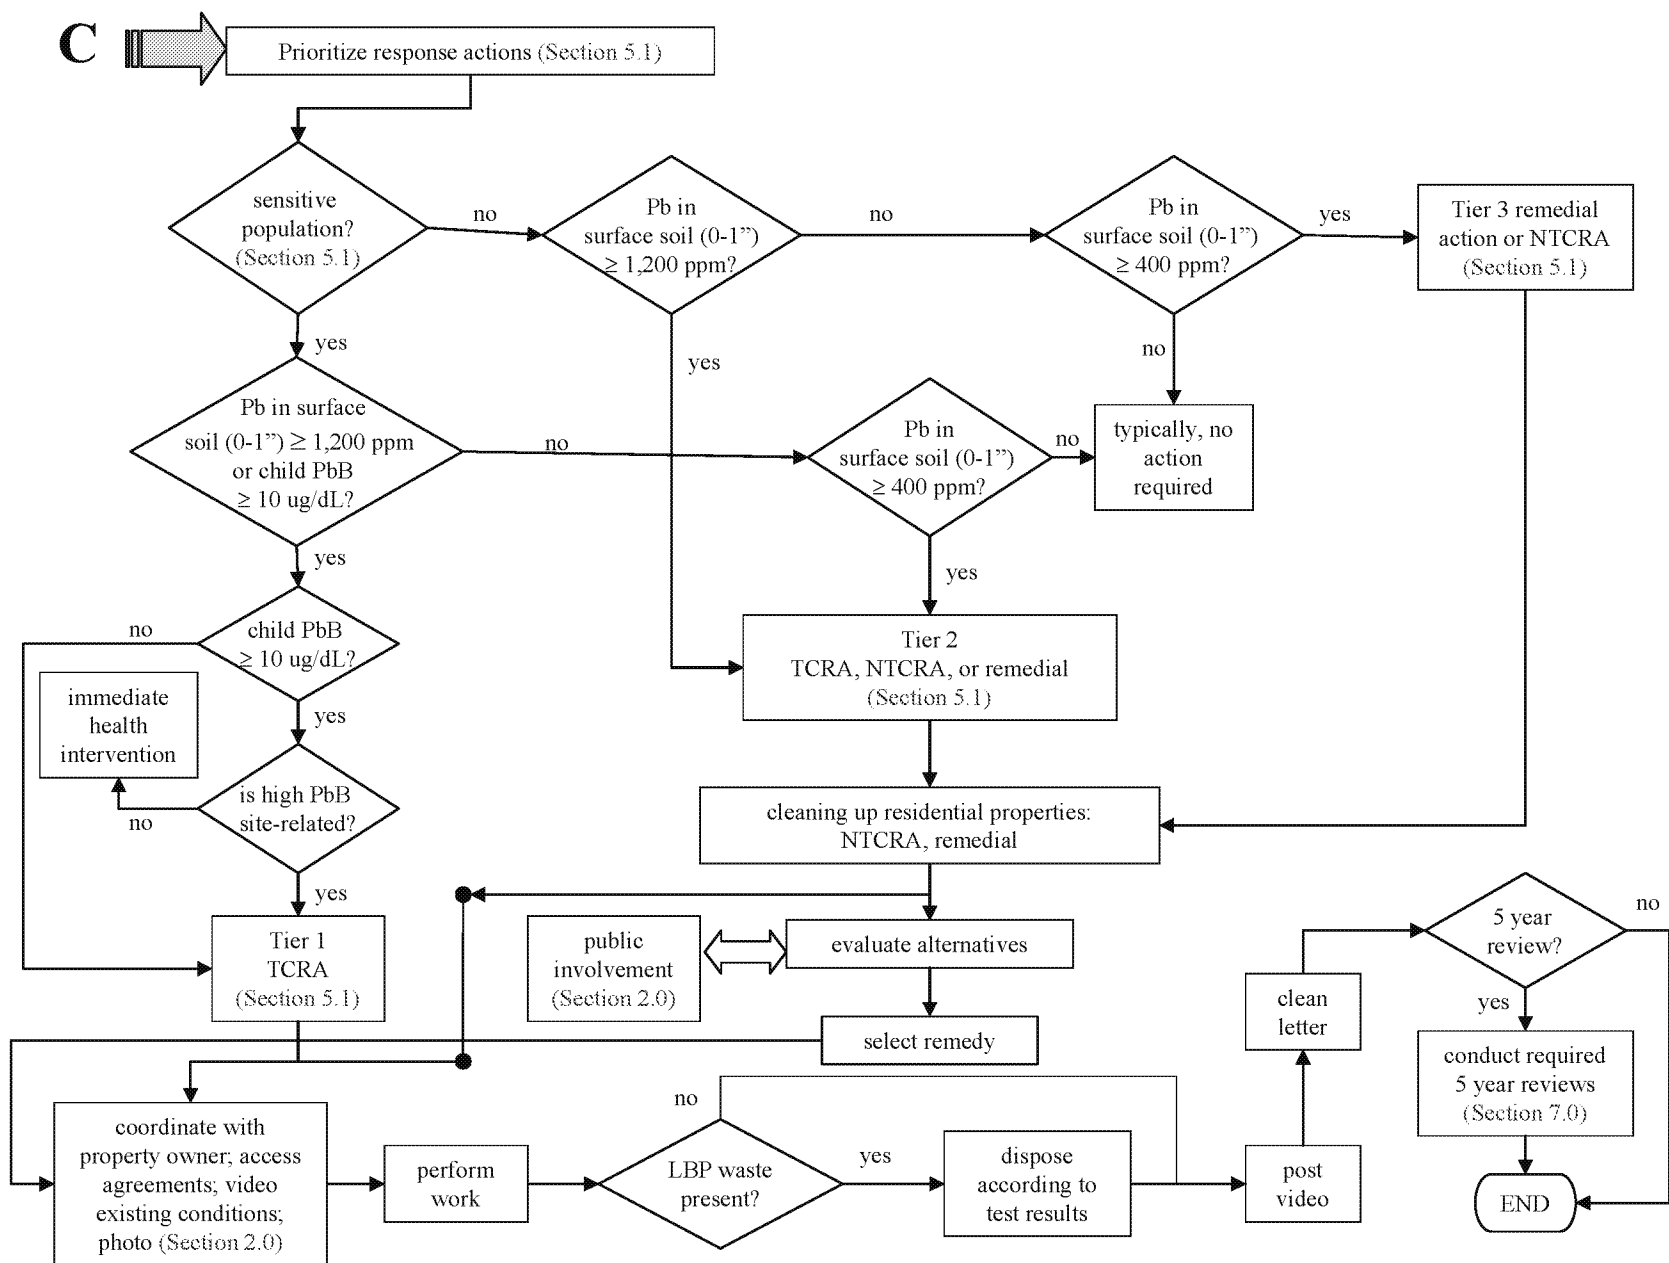 C
Prioritize response actions (Section 5.1)
sensitive
population?
(Section 5.1)
no
Pb in
surface soil (0-1”)
≥ 1,200 ppm?
no
Pb in
surface soil (0-1”)
≥ 400 ppm?
yes
Tier 3 remedial
action or NTCRA
(Section 5.1)
yes
yes
no
Pb in surface
soil (0-1”) ≥ 1,200 ppm
or child PbB
≥ 10 ug/dL?
no
Pb in
surface soil (0-1”)
≥ 400 ppm?
no
typically, no
action
required
yes
yes
no
child PbB
≥ 10 ug/dL?
Tier 2
TCRA, NTCRA, or remedial
(Section 5.1)
immediate
health
intervention
yes
is high PbB
site-related?
no
cleaning up residential properties:
NTCRA, remedial
yes
Tier 1
TCRA
(Section 5.1)
public
involvement
(Section 2.0)
evaluate alternatives
5 year
review?
no
clean
letter
yes
select remedy
conduct required
5 year reviews
(Section 7.0)
coordinate with
property owner; access
agreements; video
existing conditions;
photo (Section 2.0)
perform
work
no
LBP waste
present?
yes
dispose
according to
test results
post
video
END